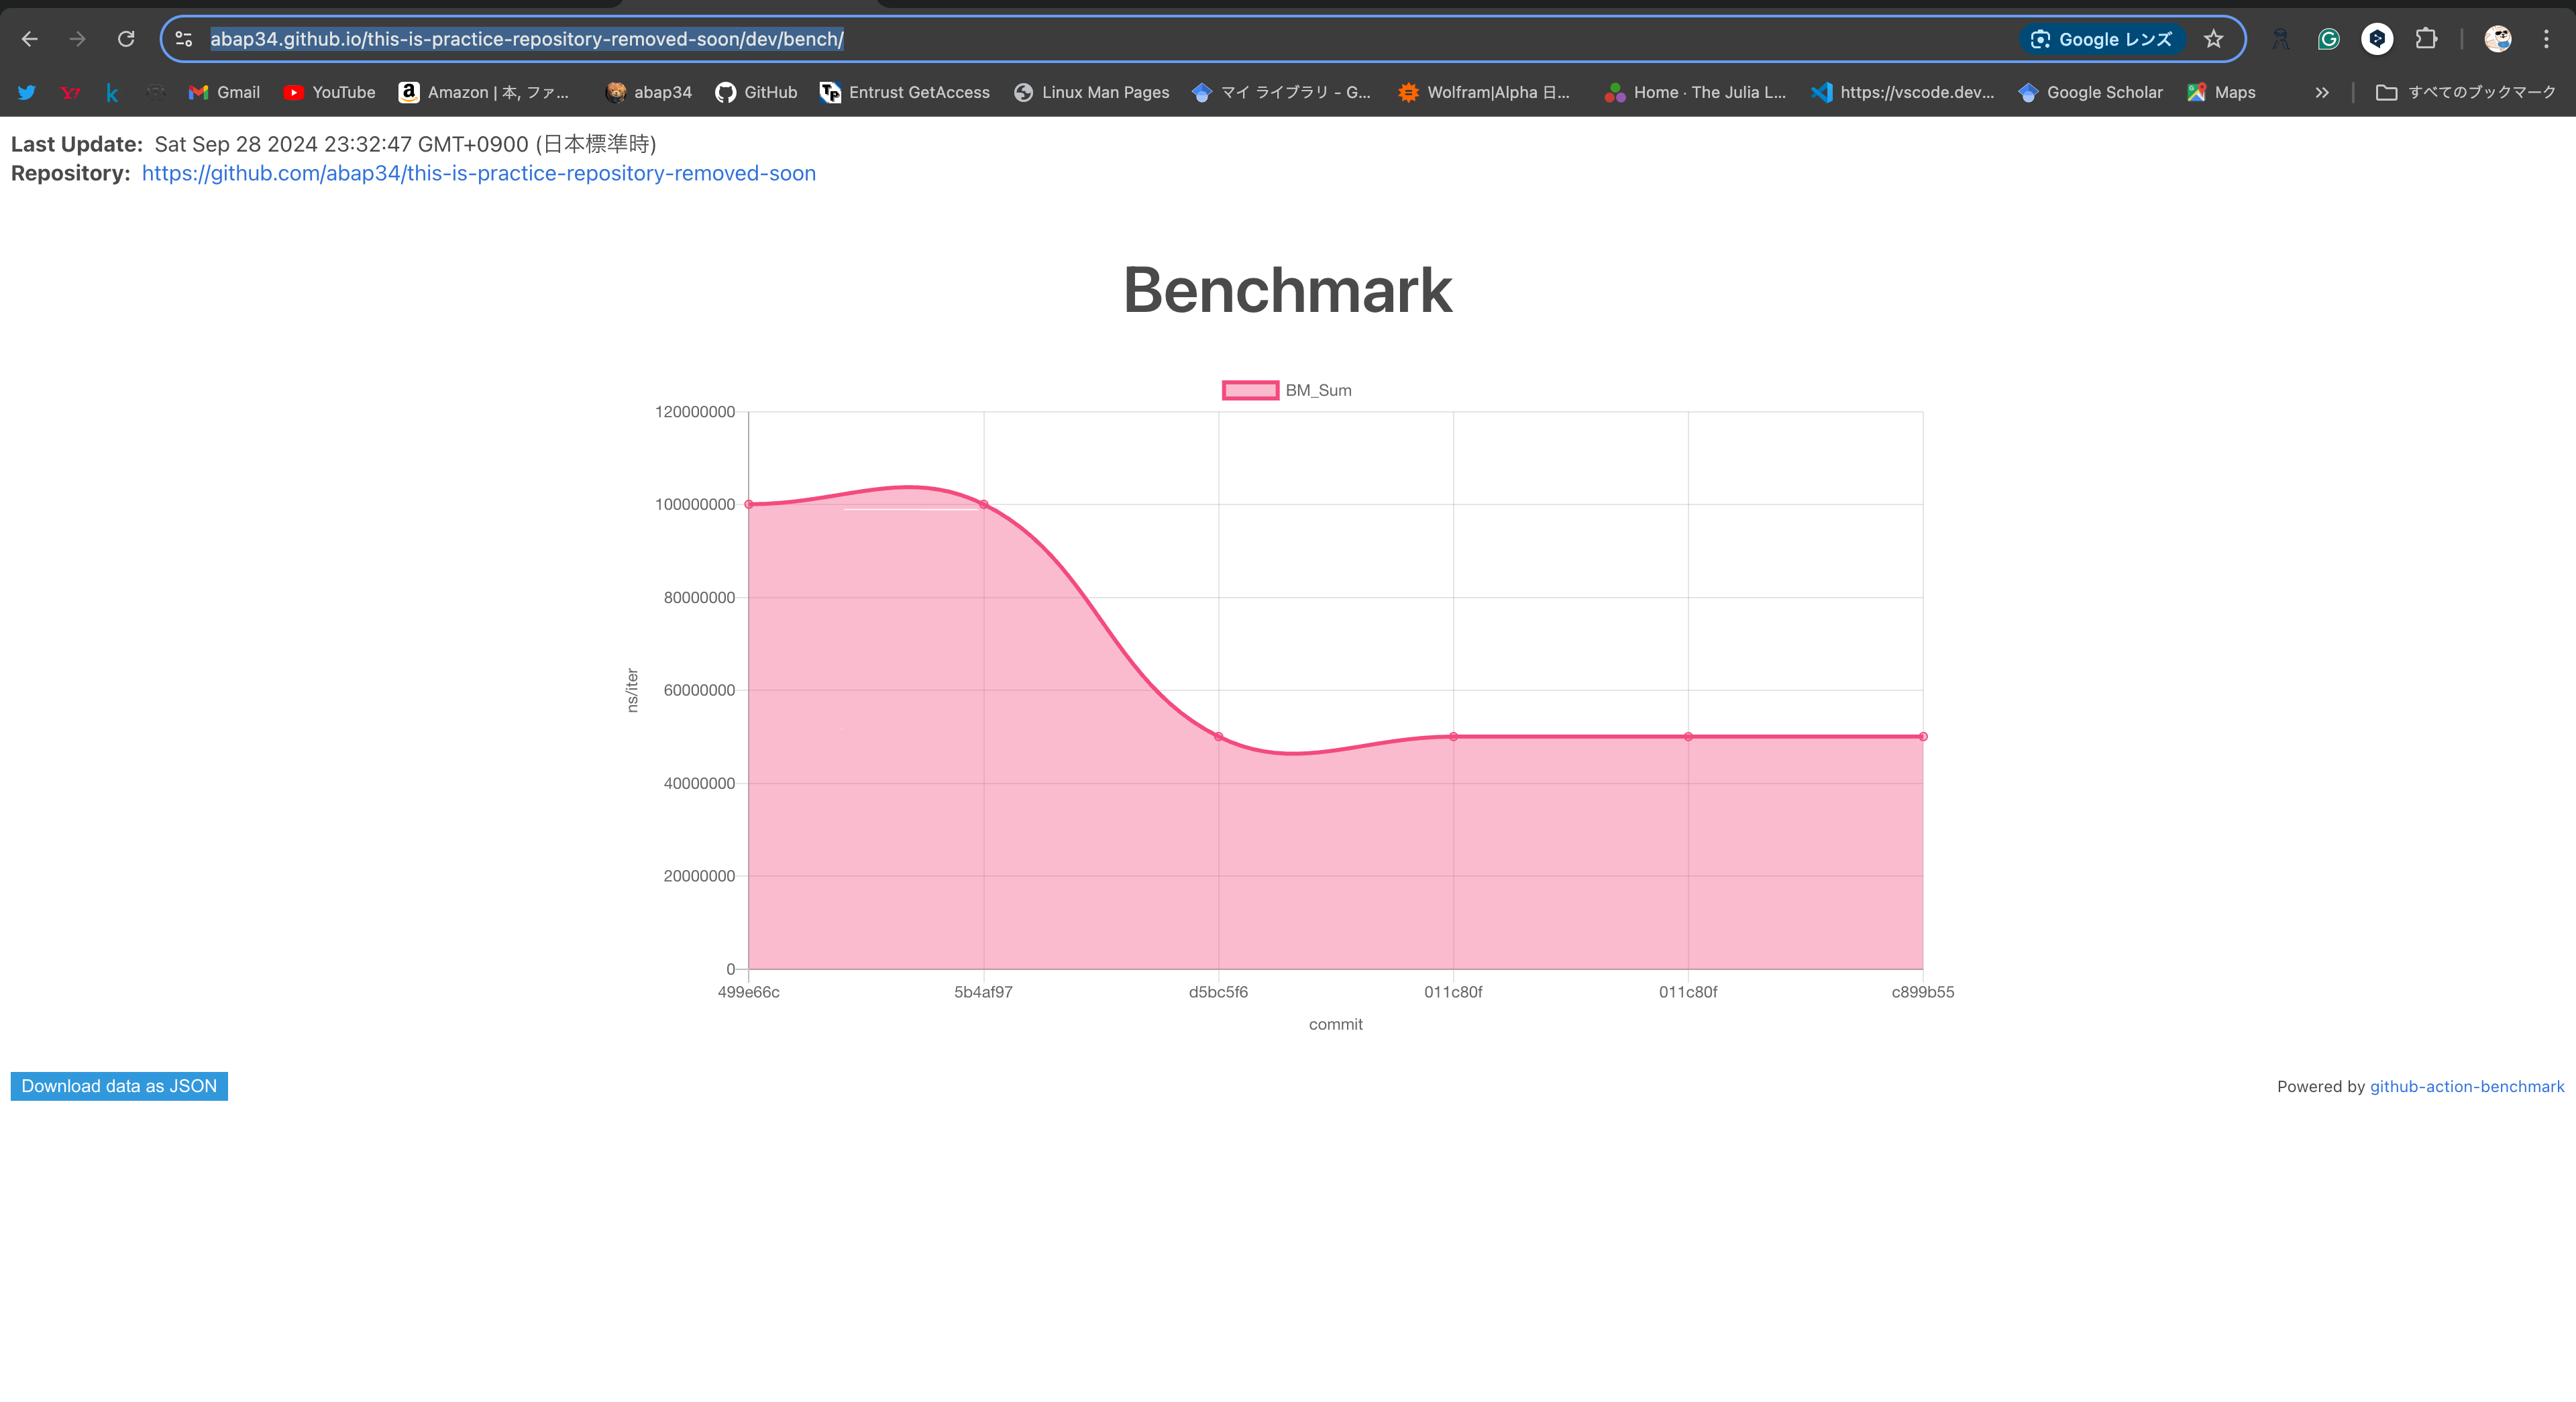 abap34.github.io/this-is-practice-repository-removed-soon/dev/bench/
Google レンズ
Gmail YouTube Amazon | 本, ファ... abap34 GitHub Entrust GetAccess Linux Man Pages マイ ライブラリ - G... Wolfram|Alpha 日... Home · The Julia L... https://vscode.dev... Google Scholar Maps » すべてのブックマーク
Last Update: Sat Sep 28 2024 23:32:47 GMT+0900 (日本標準時)
Repository: https://github.com/abap34/this-is-practice-repository-removed-soon
Benchmark
BM_Sum
120000000
100000000
80000000
60000000
40000000
20000000
0
ns/iter
499e66c 5b4af97 d5bc5f6 011c80f 011c80f c899b55
commit
Download data as JSON
Powered by github-action-benchmark